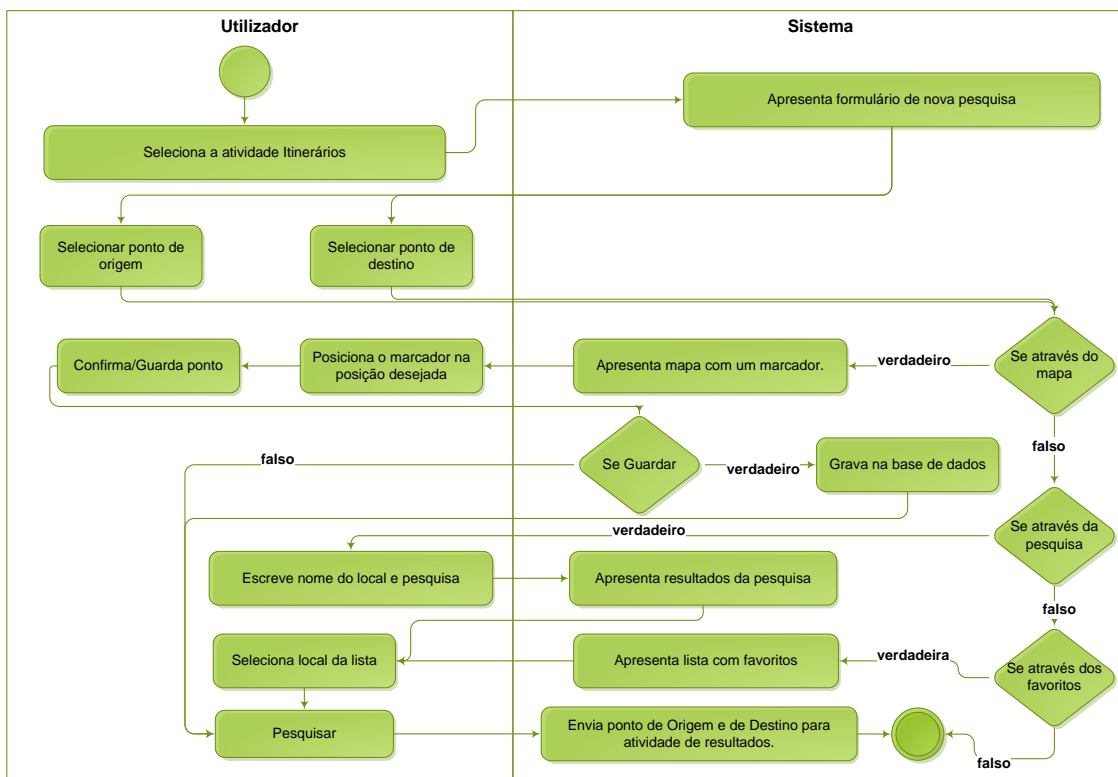 Utilizador
Sistema
Apresenta formulário de nova pesquisa
Seleciona a atividade Itinerários
Selecionar ponto de
origem
Selecionar ponto de
destino
Confirma/Guarda ponto
Posiciona o marcador na
posição desejada
Apresenta mapa com um marcador.
verdadeiro
Se através do
mapa
falso
falso
Se Guardar
verdadeiro
Grava na base de dados
verdadeiro
Se através da
pesquisa
Escreve nome do local e pesquisa
Apresenta resultados da pesquisa
falso
Seleciona local da lista
Apresenta lista com favoritos
verdadeira
Se através dos
favoritos
Pesquisar
Envia ponto de Origem e de Destino para
atividade de resultados.
falso